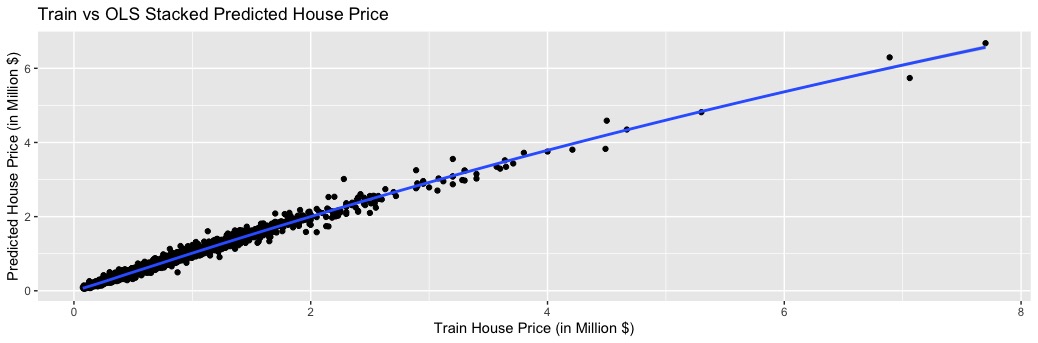 Train vs OLS Stacked Predicted House Price
Predicted House Price (in Million $)
6
4
2
0
0 2 4 6 8
Train House Price (in Million $)